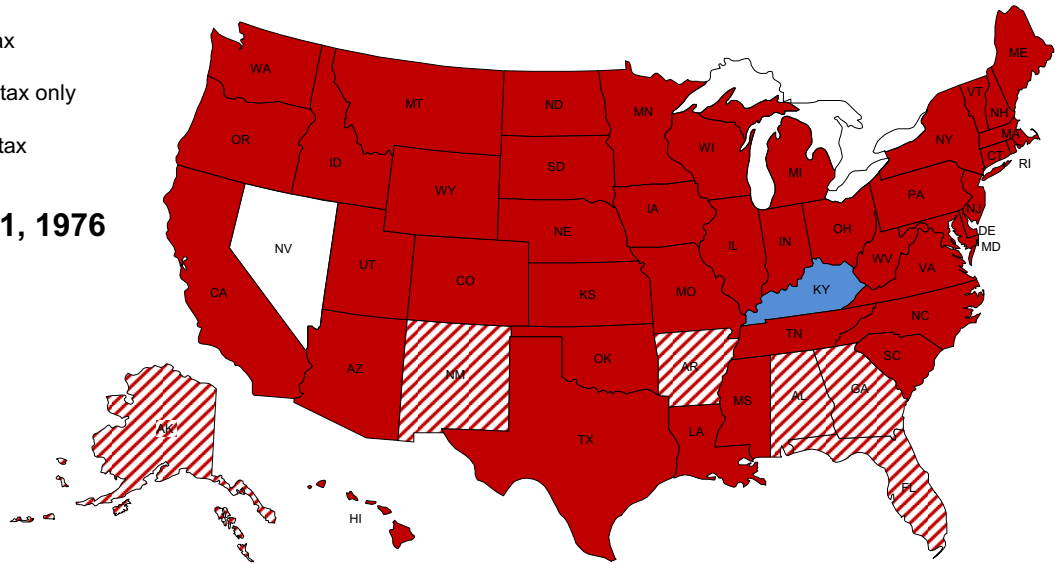 ax
tax only
tax
1, 1976
WA
MT
ND
MN
ME
VT
NH
MA
CT
RI
NY
OR
ID
SD
WI
MI
WY
IA
PA
NJ
DE
MD
NE
IL
IN
OH
NV
UT
CO
WV
VA
CA
KS
MO
KY
NC
TN
AZ
NM
OK
AR
SC
MS
AL
GA
TX
LA
AK
FL
HI